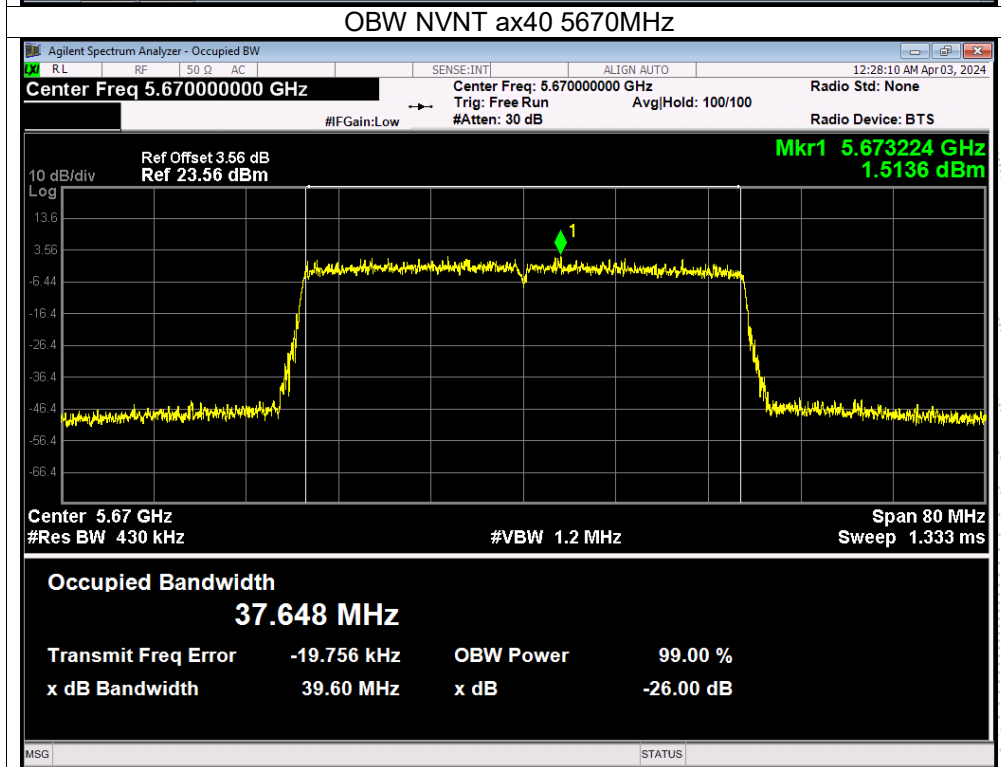 OBW NVNT ax40 5670MHz
Agilent Spectrum Analyzer - Occupied BW
LXI RL RF 50 Ω AC SENSE:INT ALIGN AUTO 12:28:10 AM Apr 03, 2024
Center Freq 5.670000000 GHz Center Freq: 5.670000000 GHz Radio Std: None
Trig: Free Run Avg|Hold: 100/100
#IFGain:Low #Atten: 30 dB Radio Device: BTS
Ref Offset 3.56 dB Mkr1 5.673224 GHz
10 dB/div Ref 23.56 dBm 1.5136 dBm
Log
13.6
3.56
1
-6.44
-16.4
-26.4
-36.4
-46.4
-56.4
-66.4
Center 5.67 GHz Span 80 MHz
#Res BW 430 kHz #VBW 1.2 MHz Sweep 1.333 ms
Occupied Bandwidth
37.648 MHz
Transmit Freq Error -19.756 kHz OBW Power 99.00 %
x dB Bandwidth 39.60 MHz x dB -26.00 dB
MSG STATUS